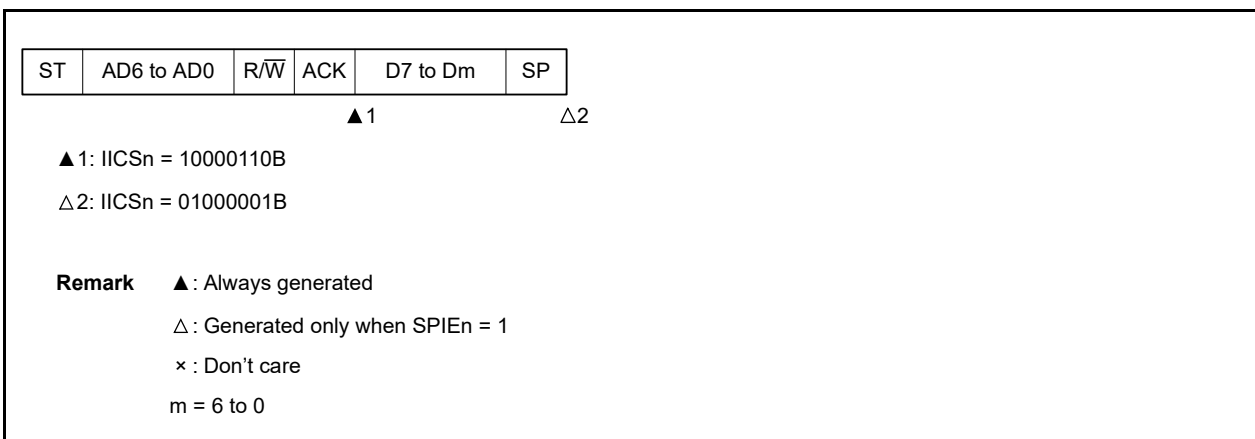 ST AD6 to AD0 R/W̅ ACK D7 to Dm SP
▲1 △2
▲1: IICSn = 10000110B
△2: IICSn = 01000001B
Remark ▲: Always generated
△: Generated only when SPIEn = 1
×: Don’t care
m = 6 to 0